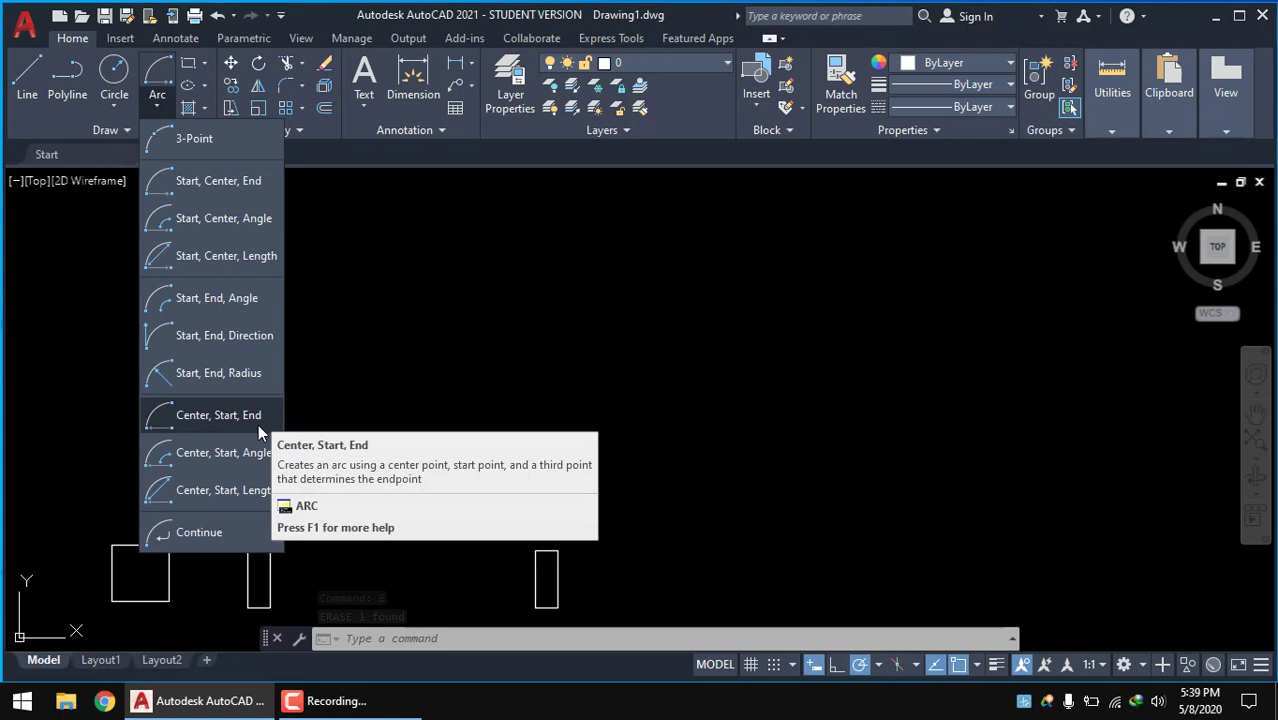 Autodesk AutoCAD 2021 - STUDENT VERSION Drawing1.dwg
Type a keyword or phrase
Sign In
Home Insert Annotate Parametric View Manage Output Add-ins Collaborate Express Tools Featured Apps
Line Polyline Circle Arc
Text Dimension
Layer Properties
0
Insert
Match Properties
ByLayer
ByLayer
ByLayer
Group
Utilities
Clipboard
View
Draw
Annotation
Layers
Block
Properties
Groups
Start
[−][Top][2D Wireframe]
3-Point
Start, Center, End
Start, Center, Angle
Start, Center, Length
Start, End, Angle
Start, End, Direction
Start, End, Radius
Center, Start, End
Center, Start, Angle
Center, Start, Lengt
Continue
Center, Start, End
Creates an arc using a center point, start point, and a third point
that determines the endpoint
ARC
Press F1 for more help
N
W TOP E
S
WCS
Y
X
Command: E
ERASE 1 found
Type a command
Model Layout1 Layout2
MODEL
1:1
Autodesk AutoCAD ...
Recording...
5:39 PM
5/8/2020